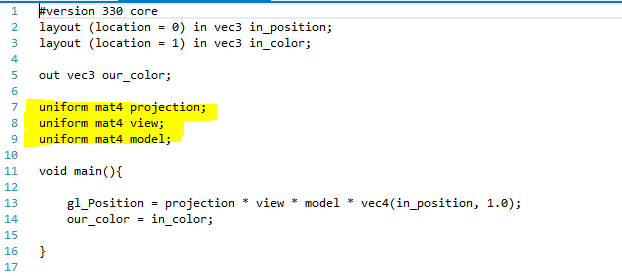 1 #version 330 core
2 layout (location = 0) in vec3 in_position;
3 layout (location = 1) in vec3 in_color;
4
5 out vec3 our_color;
6
7 uniform mat4 projection;
8 uniform mat4 view;
9 uniform mat4 model;
10
11 void main(){
12
13 gl_Position = projection * view * model * vec4(in_position, 1.0);
14 our_color = in_color;
15
16 }
17